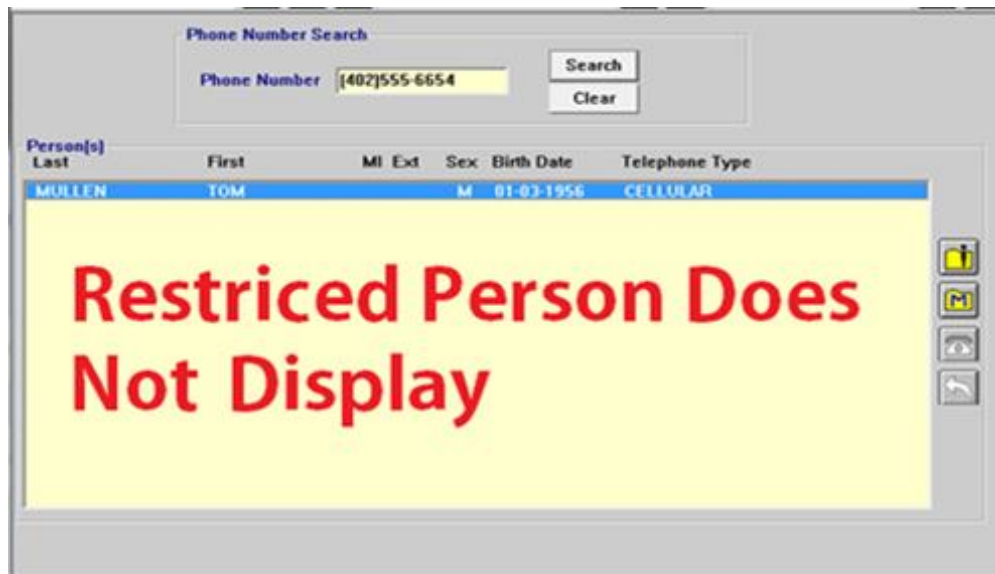 Phone Number Search
Phone Number (402)555-6654 Search
Clear
Person(s)
Last First MI Ext Sex Birth Date Telephone Type
MULLEN TOM M 01-03-1956 CELLULAR
Restriced Person Does
Not Display
M